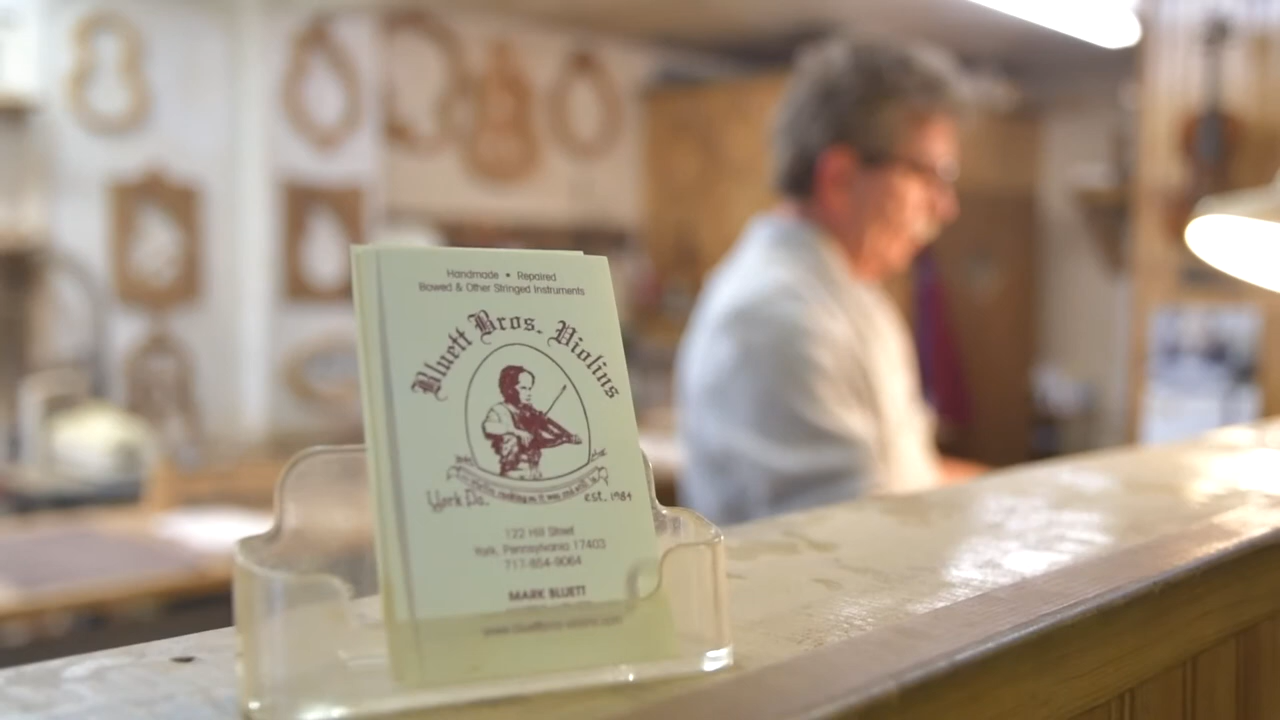 Handmade • Repaired
Bowed & Other Stringed Instruments
Bluett Bros. Violins
York Pa.
est. 1984
122 Hill Street
York, Pennsylvania 17403
717-854-9064
MARK BLUETT